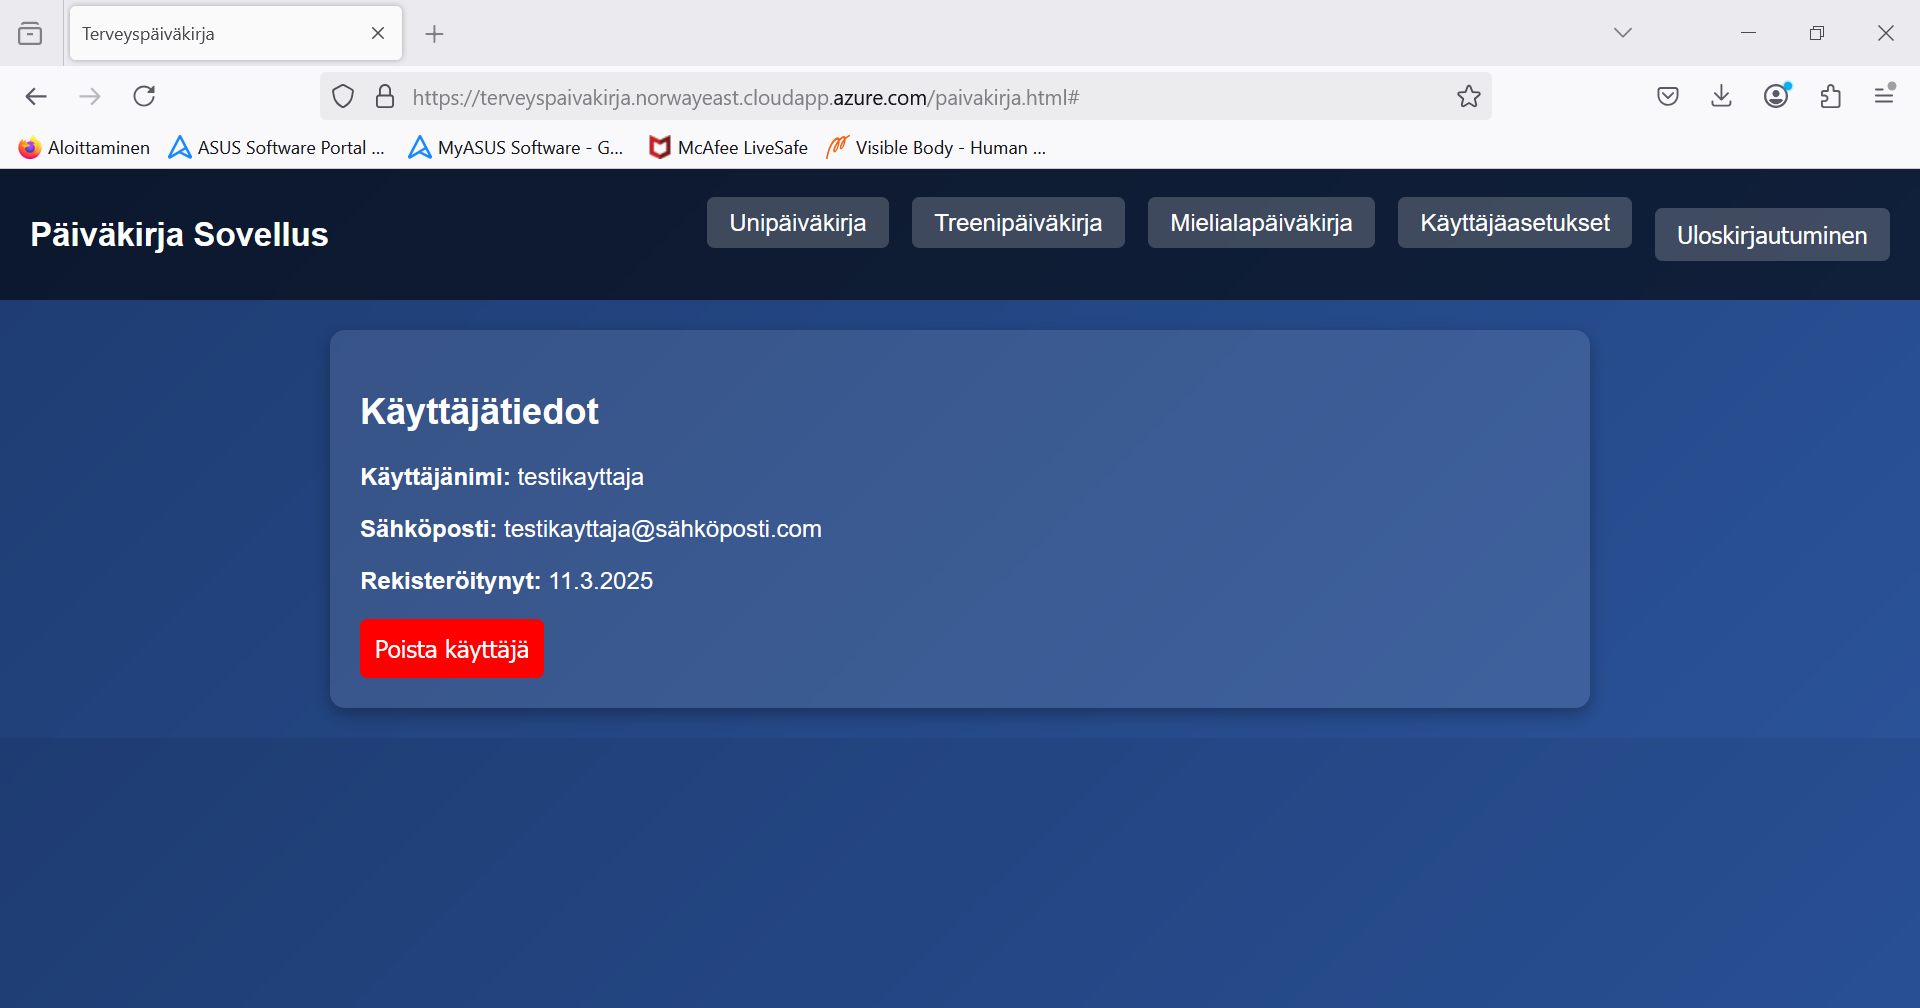 Terveyspäiväkirja
https://terveyspaivakirja.norwayeast.cloudapp.azure.com/paivakirja.html#
Aloittaminen ASUS Software Portal ... MyASUS Software - G... McAfee LiveSafe Visible Body - Human ...
Päiväkirja Sovellus Unipäiväkirja Treenipäiväkirja Mielialapäiväkirja Käyttäjäasetukset Uloskirjautuminen
Käyttäjätiedot
Käyttäjänimi: testikayttaja
Sähköposti: testikayttaja@sähköposti.com
Rekisteröitynyt: 11.3.2025
Poista käyttäjä